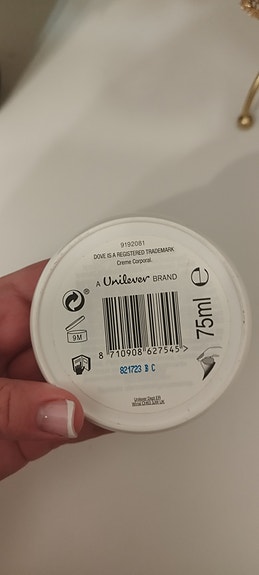 9192081
DOVE IS A REGISTERED TRADEMARK
Creme Corporal.
A Unilever BRAND
®
9M
75ml ℮
8 710908 627545>
821723 B C